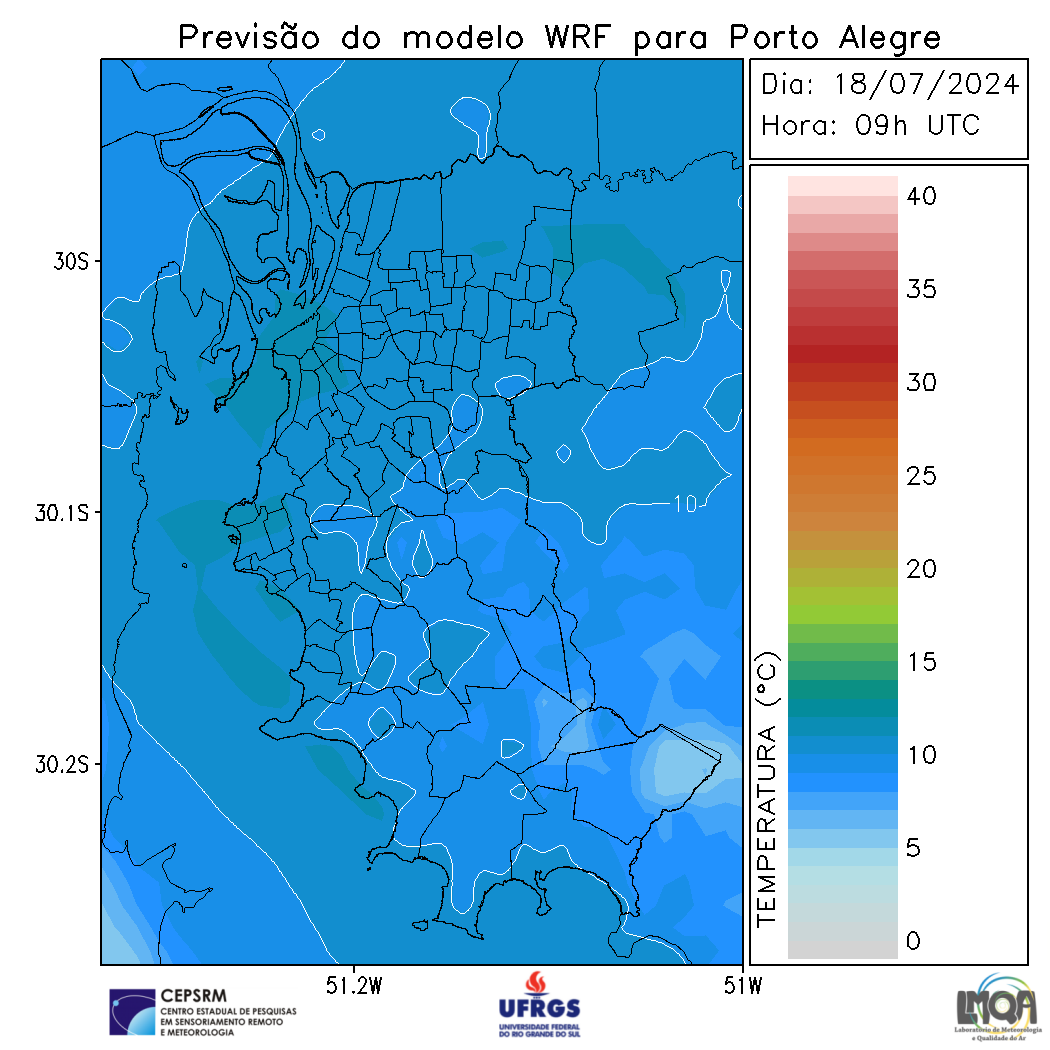 Previsão do modelo WRF para Porto Alegre
Dia: 18/07/2024
Hora: 09h UTC
40
35
30
25
20
15
10
5
0
TEMPERATURA (°C)
30S
30.1S
30.2S
10
51.2W
51W
CEPSRM
CENTRO ESTADUAL DE PESQUISAS
EM SENSORIAMENTO REMOTO
E METEOROLOGIA
UFRGS
UNIVERSIDADE FEDERAL
DO RIO GRANDE DO SUL
LMQA
Laboratório de Meteorologia
e Qualidade do Ar